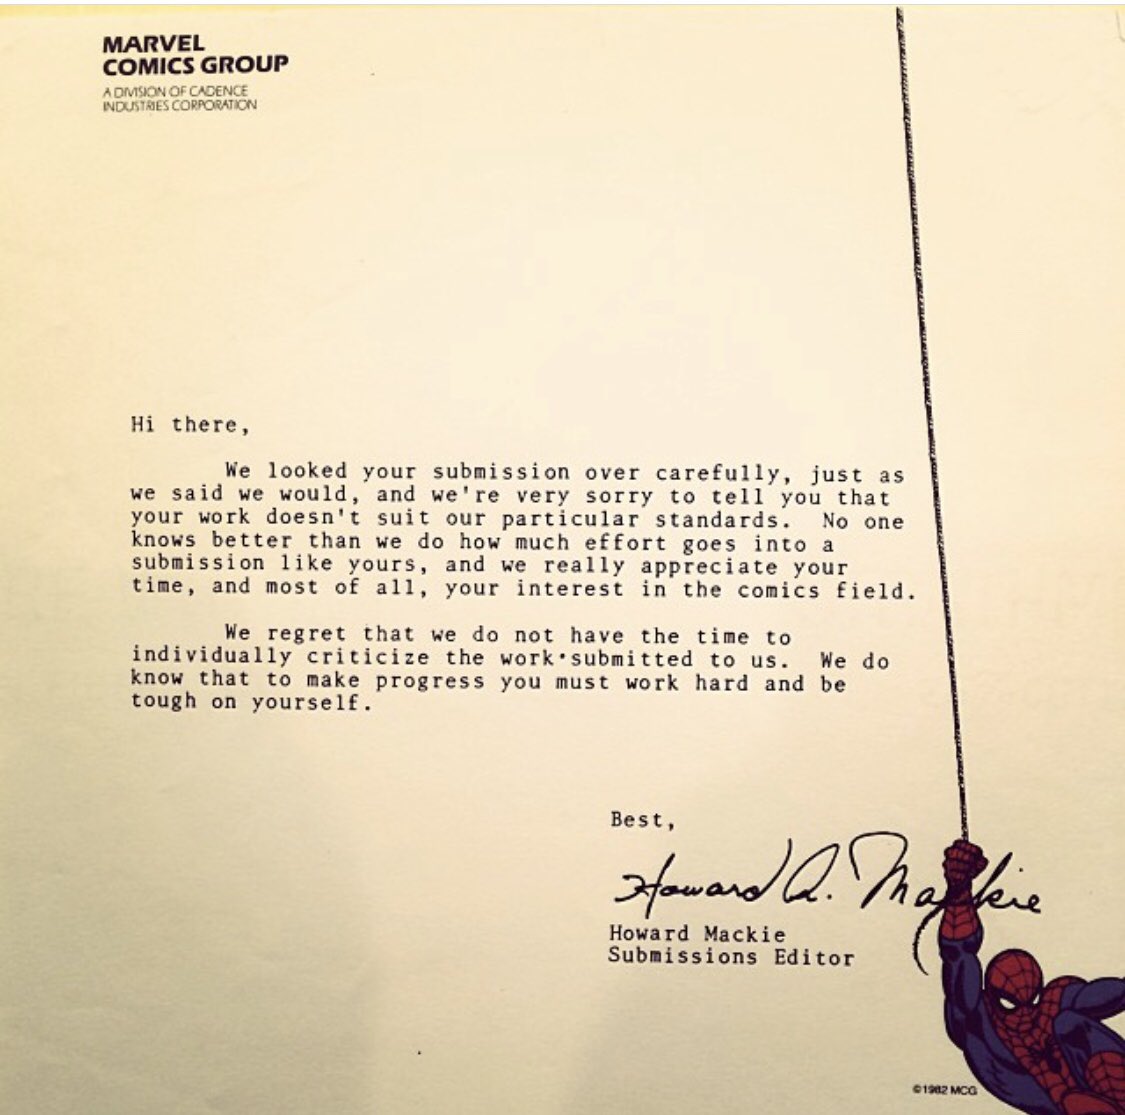 MARVEL
COMICS GROUP
A DIVISION OF CADENCE
INDUSTRIES CORPORATION
Hi there,
We looked your submission over carefully, just as
we said we would, and we're very sorry to tell you that
your work doesn't suit our particular standards.  No one
knows better than we do how much effort goes into a
submission like yours, and we really appreciate your
time, and most of all, your interest in the comics field.
We regret that we do not have the time to
individually criticize the work submitted to us.  We do
know that to make progress you must work hard and be
tough on yourself.
Best,
Howard A. Mackie
Howard Mackie
Submissions Editor
©1982 MCG